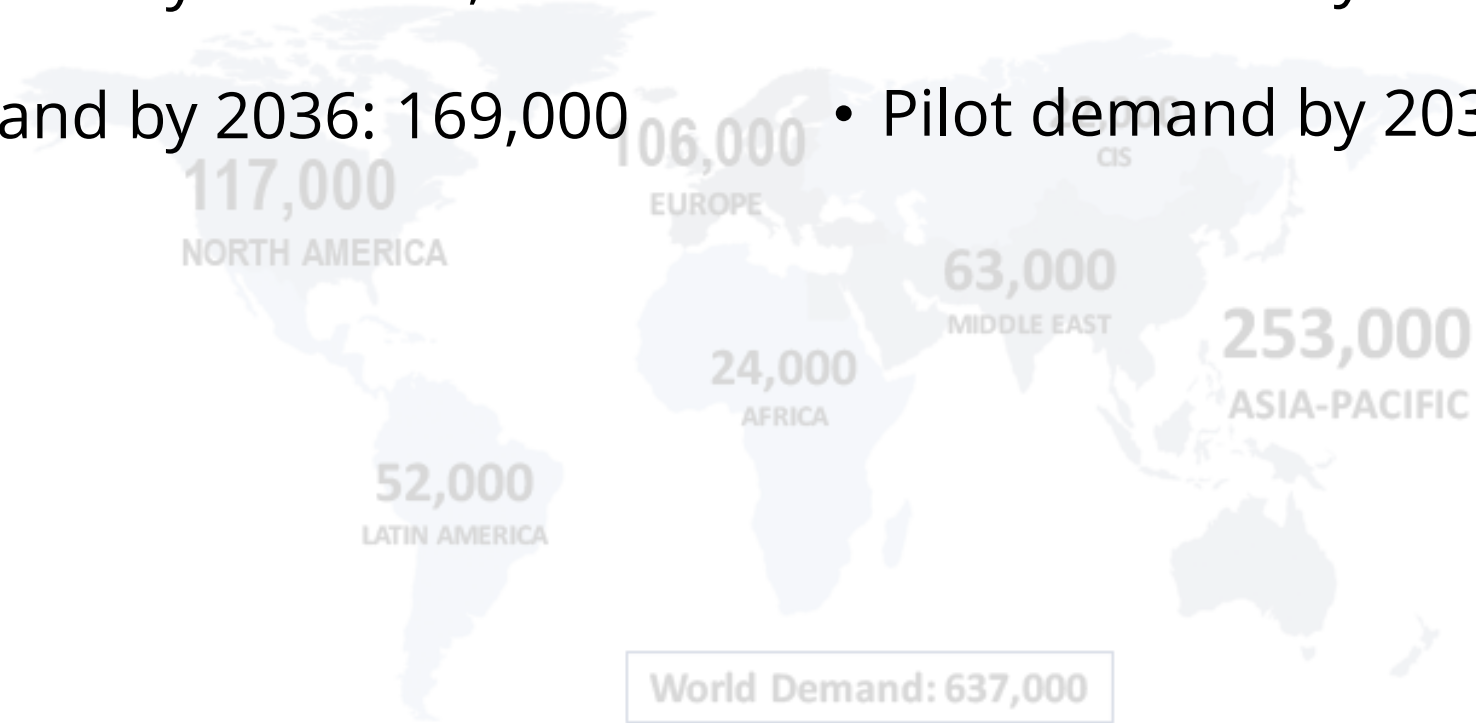 and by 2036: 169,000
• Pilot demand by 203
106,000
EUROPE
CIS
117,000
NORTH AMERICA
63,000
MIDDLE EAST
253,000
ASIA-PACIFIC
24,000
AFRICA
52,000
LATIN AMERICA
World Demand: 637,000